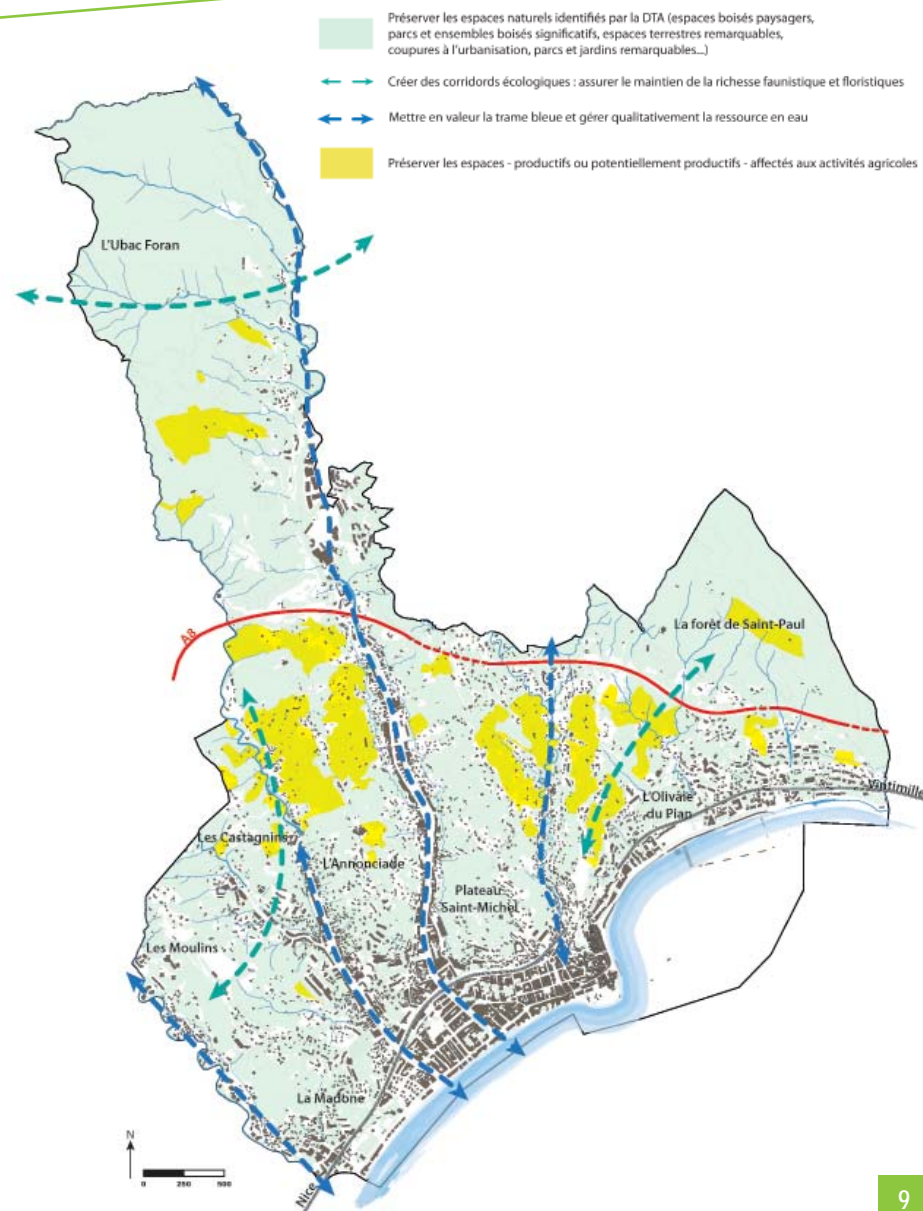 Préserver les espaces naturels identifiés par la DTA (espaces boisés paysagers,
parcs et ensembles boisés significatifs, espaces terrestres remarquables,
coupures à l'urbanisation, parcs et jardins remarquables...)
Créer des corridords écologiques : assurer le maintien de la richesse faunistique et floristiques
Mettre en valeur la trame bleue et gérer qualitativement la ressource en eau
Préserver les espaces - productifs ou potentiellement productifs - affectés aux activités agricoles
L'Ubac Foran
A8
La forêt de Saint-Paul
Vintimille
L'Olivaie
du Pian
Les Castagnins
L'Annonciade
Plateau
Saint-Michel
Les Moulins
La Madone
N
0 250 500
Nice
9